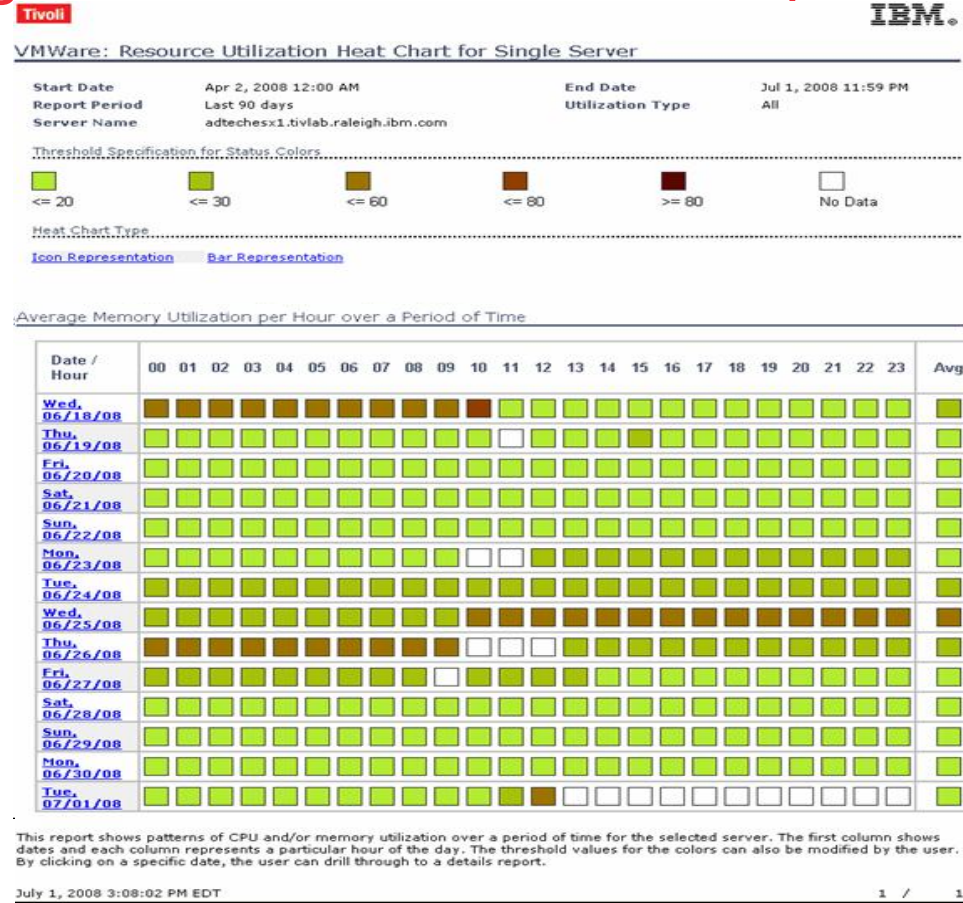 Tivoli
IBM®
VMWare: Resource Utilization Heat Chart for Single Server
Start Date Apr 2, 2008 12:00 AM End Date Jul 1, 2008 11:59 PM
Report Period Last 90 days Utilization Type All
Server Name adtechesx1.tivlab.raleigh.ibm.com
Threshold Specification for Status Colors
<= 20 <= 30 <= 60 <= 80 >= 80 No Data
Heat Chart Type
Icon Representation Bar Representation
Average Memory Utilization per Hour over a Period of Time
Date / Hour 00 01 02 03 04 05 06 07 08 09 10 11 12 13 14 15 16 17 18 19 20 21 22 23 Avg
Wed, 06/18/08
Thu, 06/19/08
Fri, 06/20/08
Sat, 06/21/08
Sun, 06/22/08
Mon, 06/23/08
Tue, 06/24/08
Wed, 06/25/08
Thu, 06/26/08
Fri, 06/27/08
Sat, 06/28/08
Sun, 06/29/08
Mon, 06/30/08
Tue, 07/01/08
This report shows patterns of CPU and/or memory utilization over a period of time for the selected server. The first column shows
dates and each column represents a particular hour of the day. The threshold values for the colors can also be modified by the user.
By clicking on a specific date, the user can drill through to a details report.
July 1, 2008 3:08:02 PM EDT 1 / 1